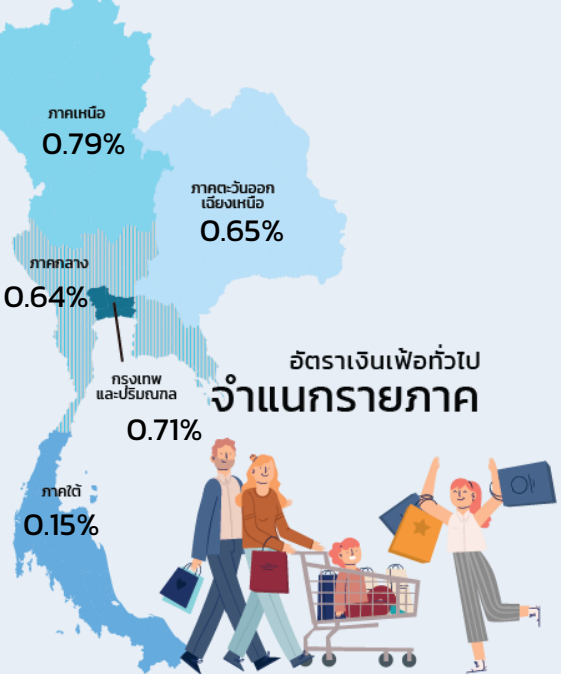 ภาคเหนือ
0.79%
ภาคตะวันออก
เฉียงเหนือ
0.65%
ภาคกลาง
0.64%
กรุงเทพ
และปริมณฑล
0.71%
อัตราเงินเฟ้อทั่วไป
จำแนกรายภาค
ภาคใต้
0.15%